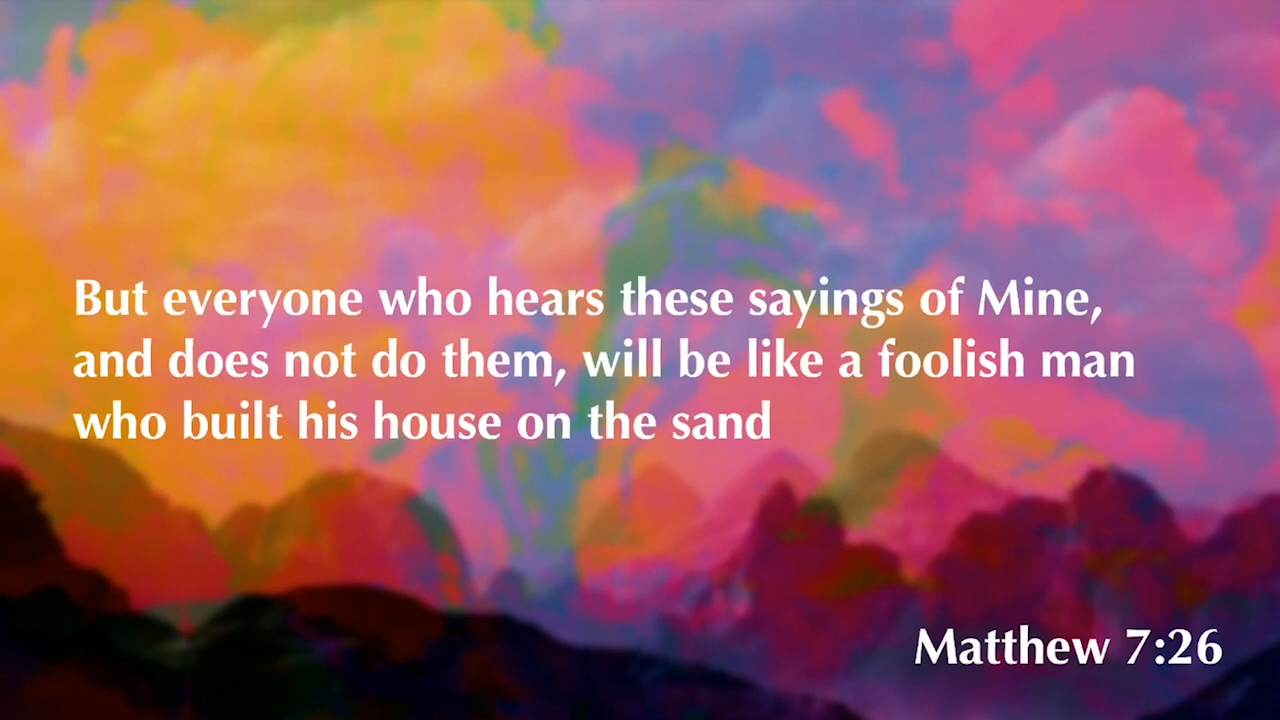 But everyone who hears these sayings of Mine,
and does not do them, will be like a foolish man
who built his house on the sand
Matthew 7:26